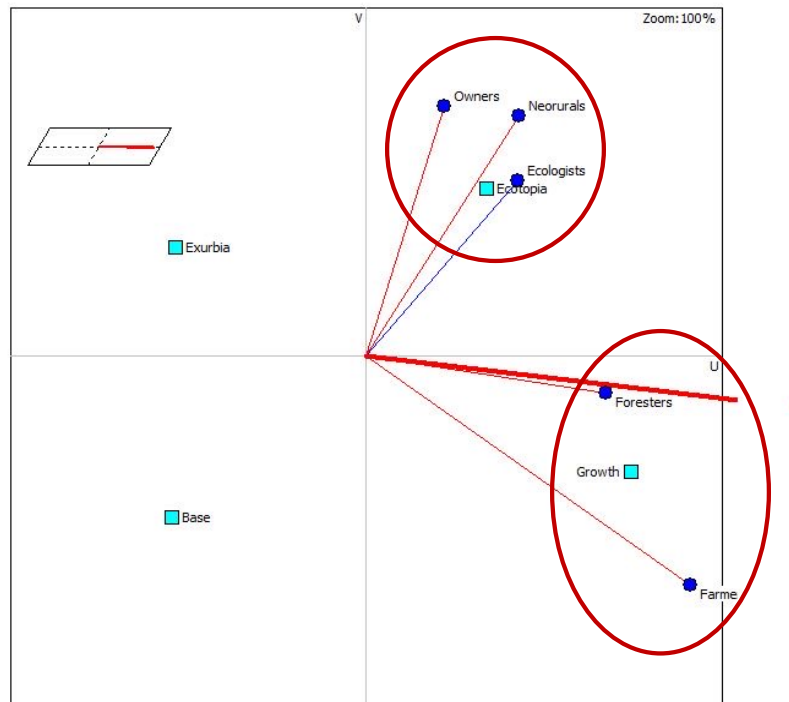 V
Zoom:100%
Owners
Neorurals
Ecologists
Ecotopia
Exurbia
U
Foresters
Growth
Base
Farme